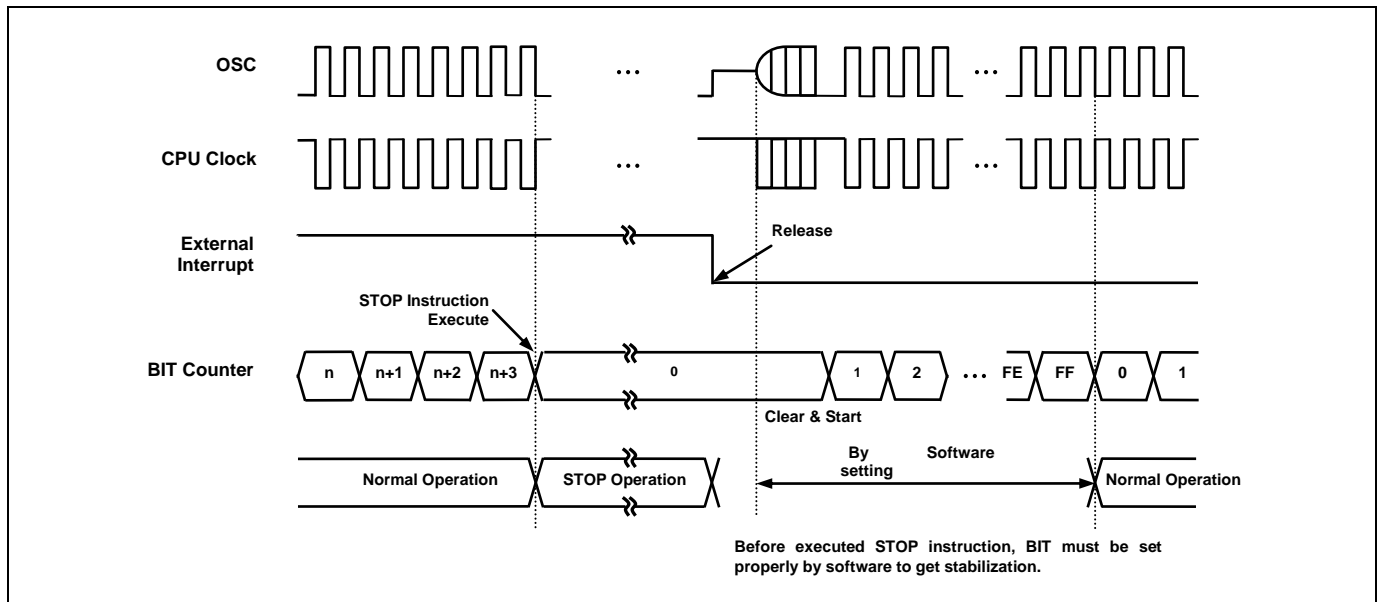 OSC
...
...
CPU Clock
...
...
External
Interrupt
Release
STOP Instruction
Execute
BIT Counter
n
n+1
n+2
n+3
0
1
2
...
FE
FF
0
1
Clear & Start
Normal Operation
STOP Operation
By Software
setting
Normal Operation
Before executed STOP instruction, BIT must be set
properly by software to get stabilization.